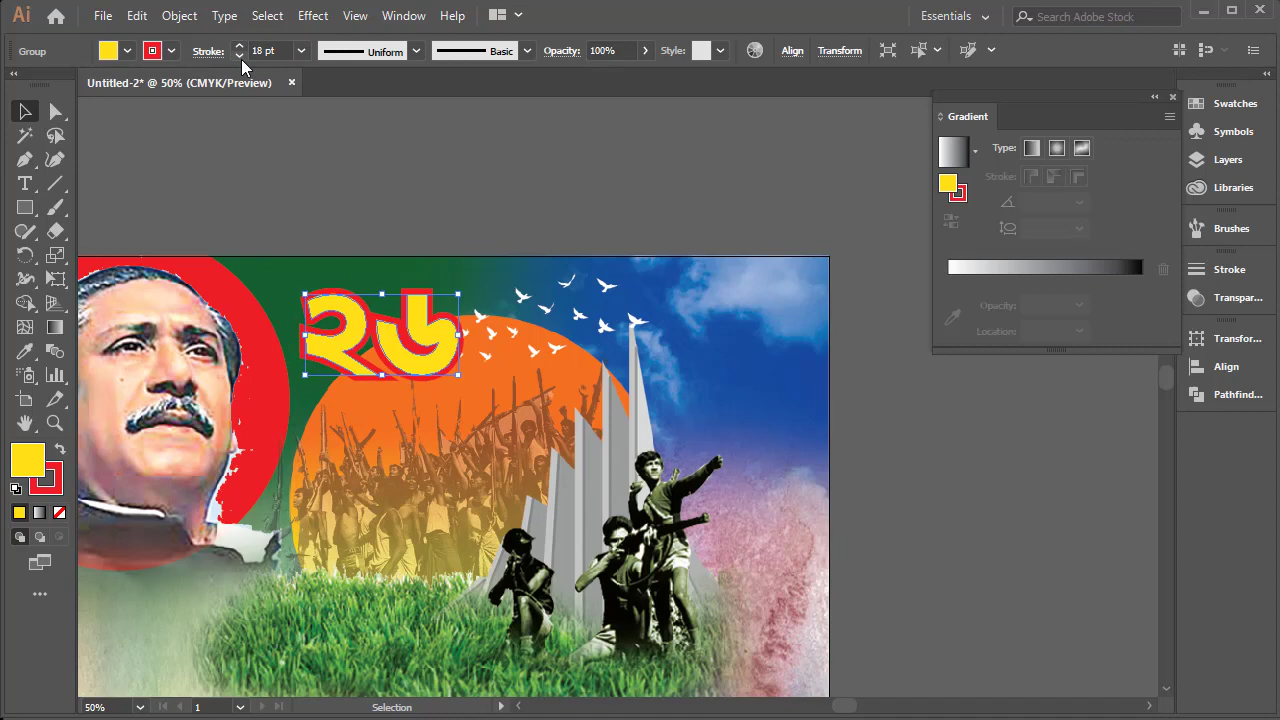 Ai File Edit Object Type Select Effect View Window Help Essentials Search Adobe Stock
Group Stroke: 18 pt Uniform Basic Opacity: 100% Style: Align Transform
Untitled-2* @ 50% (CMYK/Preview)
Gradient
Type:
Stroke:
Opacity:
Location:
Swatches
Symbols
Layers
Libraries
Brushes
Stroke
Transpar...
Transfor...
Align
Pathfind...
২৬
50% 1 Selection